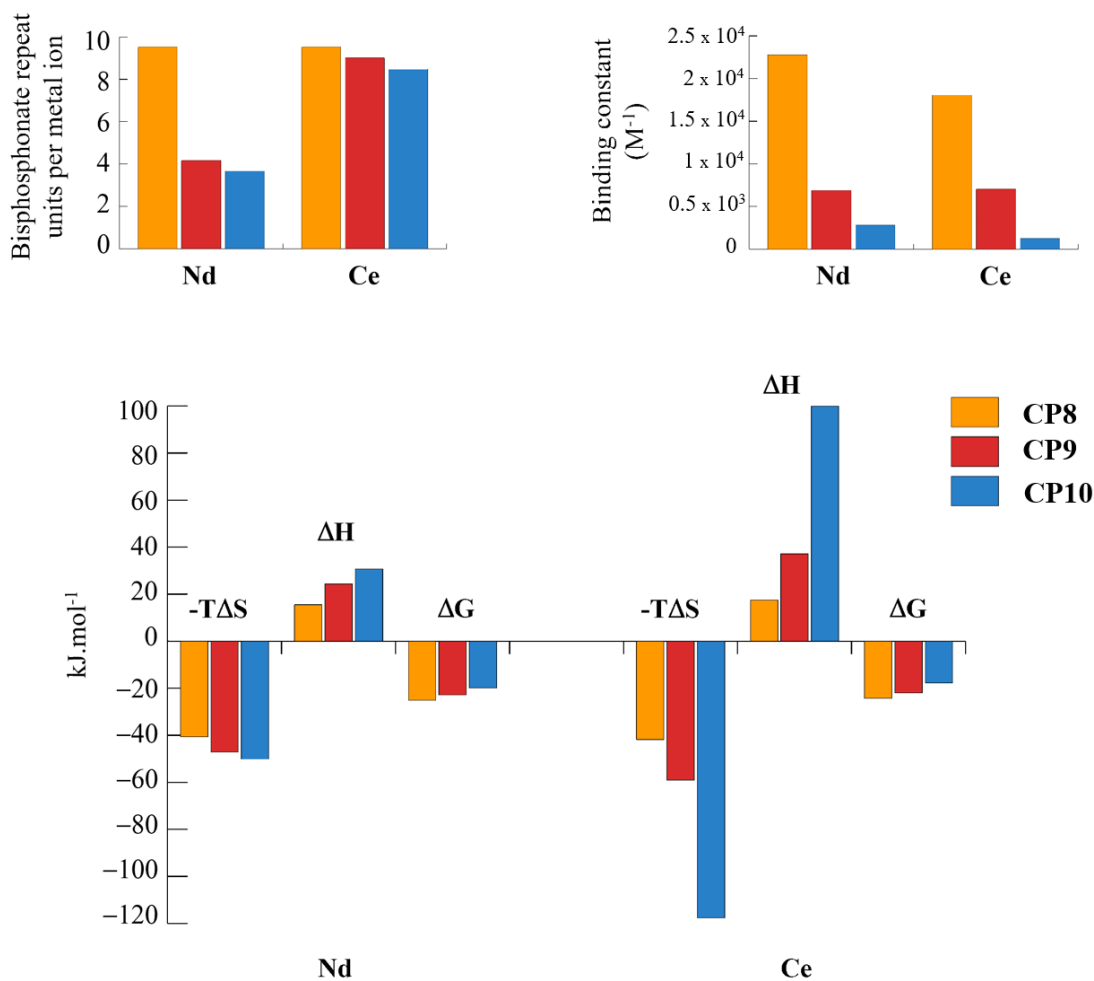 Bisphosphonate repeat
units per metal ion
10
8
6
4
2
0
Nd
Ce
Binding constant
(M⁻¹)
2.5 x 10⁴
2 x 10⁴
1.5 x 10⁴
1 x 10⁴
0.5 x 10³
0
Nd
Ce
kJ.mol⁻¹
100
80
60
40
20
0
−20
−40
−60
−80
−100
−120
-TΔS
ΔH
ΔG
-TΔS
ΔH
ΔG
Nd
Ce
CP8
CP9
CP10